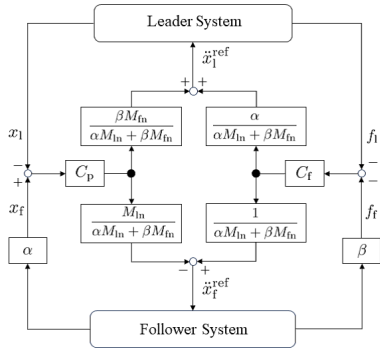 Leader System
ẍ_l^ref
+ +
βM_fn / (αM_ln + βM_fn)
α / (αM_ln + βM_fn)
x_l
f_l
−
+
C_p
C_f
−
−
x_f
f_f
M_ln / (αM_ln + βM_fn)
1 / (αM_ln + βM_fn)
α
β
− +
ẍ_f^ref
Follower System